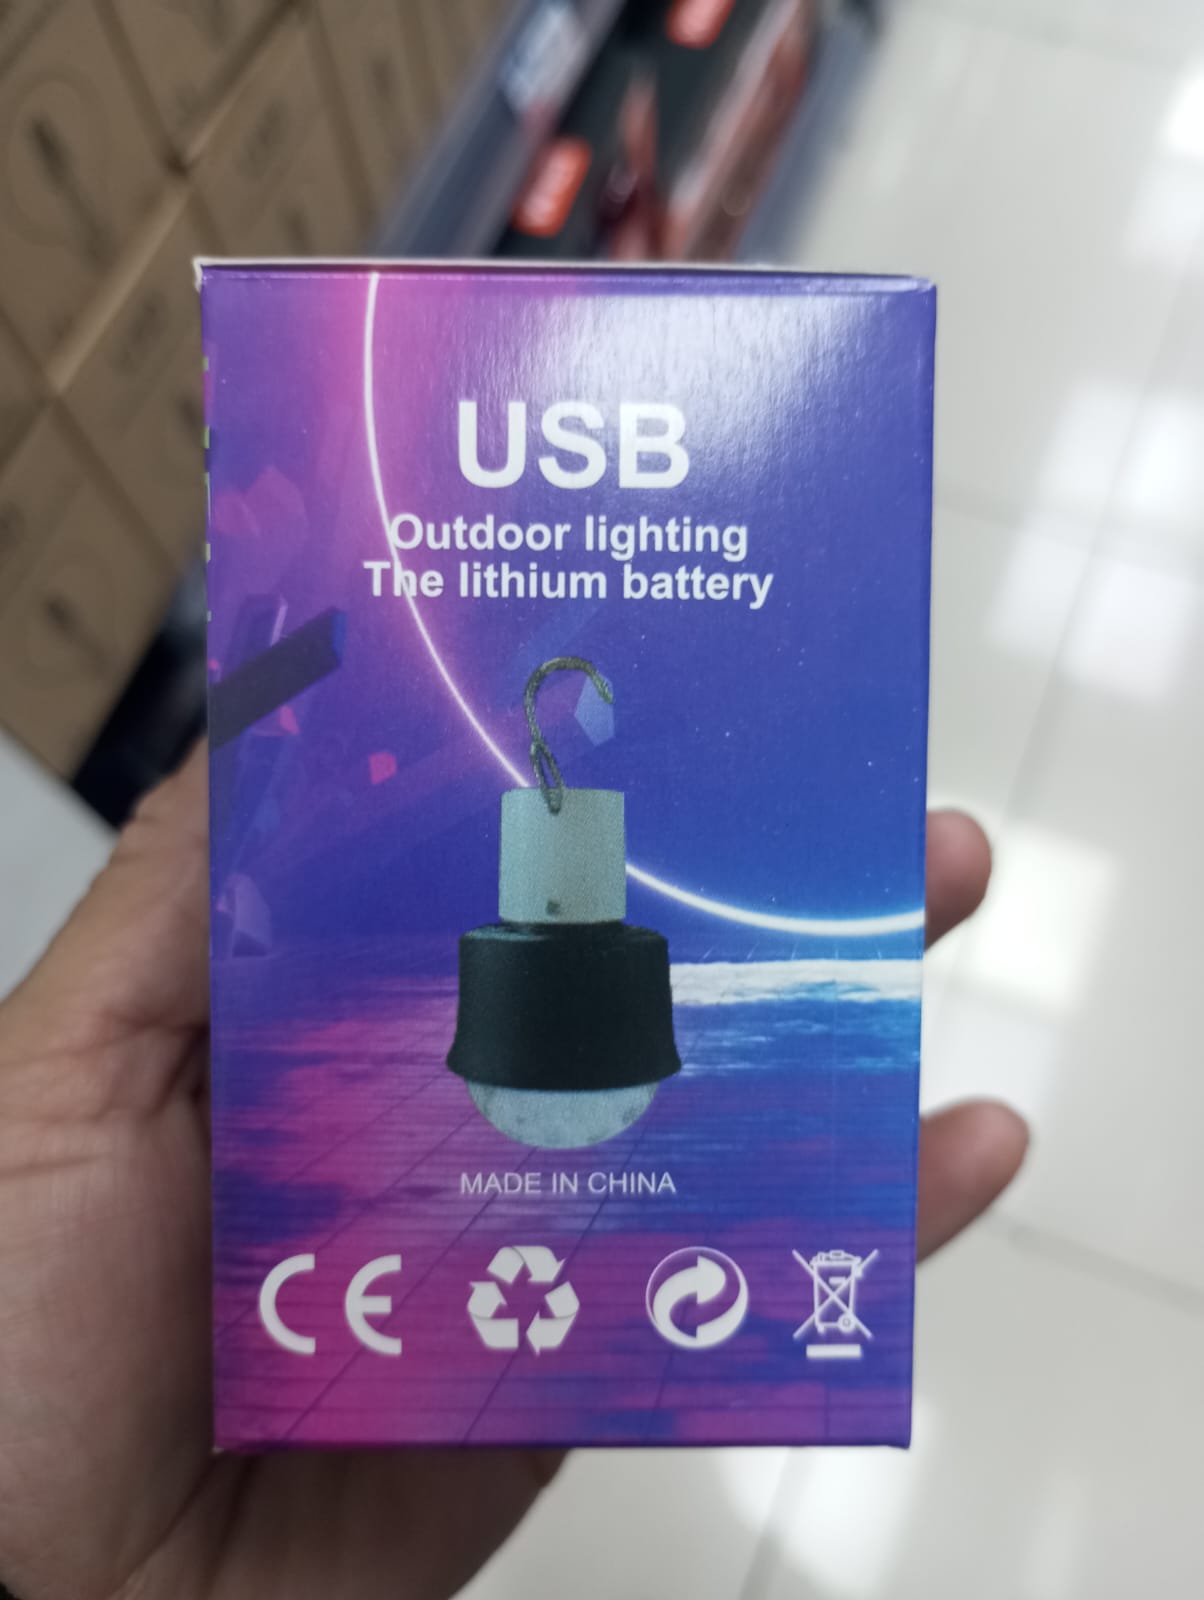 USB
Outdoor lighting
The lithium battery
MADE IN CHINA
CE